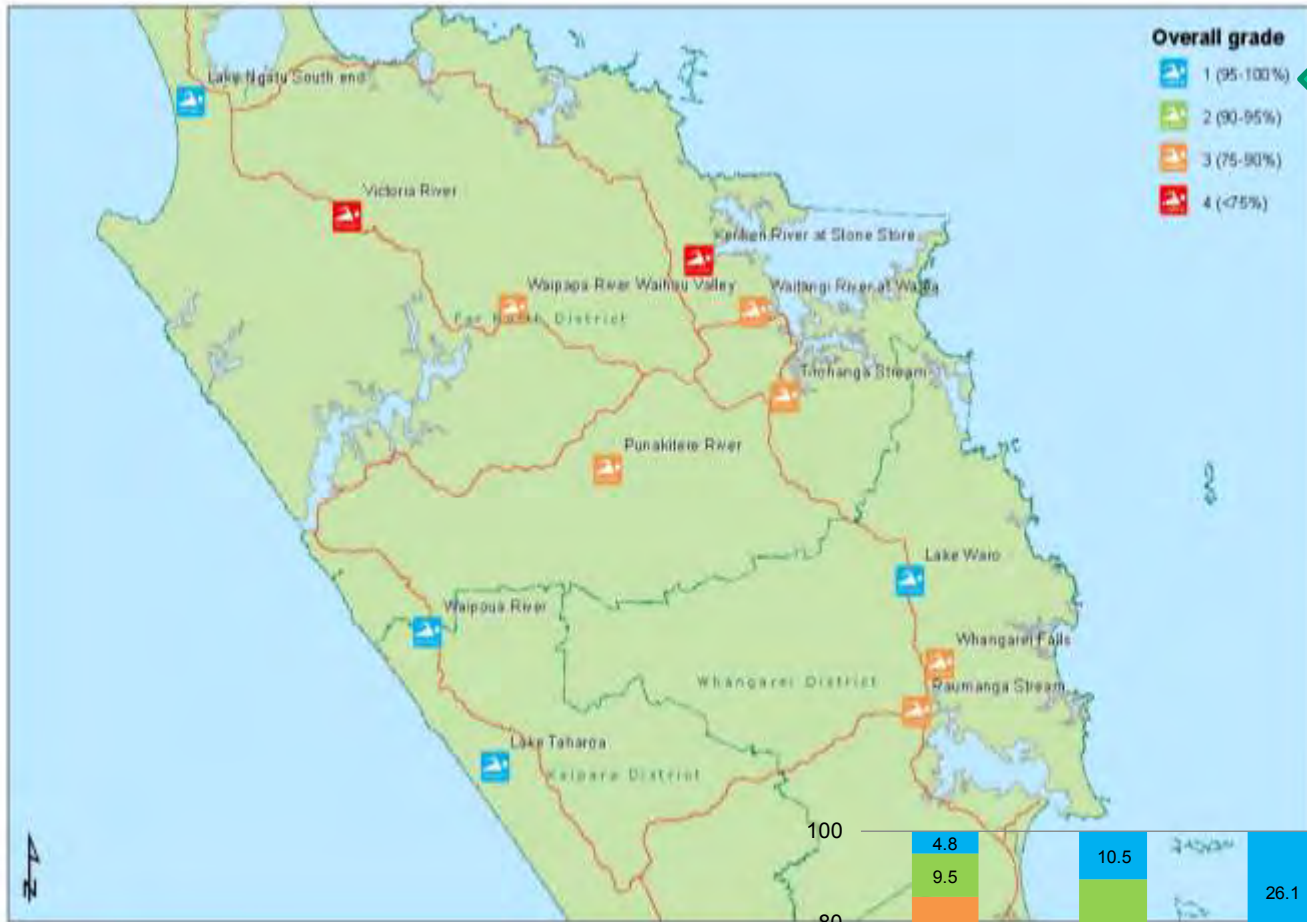 Overall grade
1 (95-100%)
2 (90-95%)
3 (75-90%)
4 (<75%)
Lake Ngatu South end
Victoria River
Kerikeri River at Stone Store
Waipapa River Waihou Valley
Waitangi River at
Far North District
Tirohanga Stream
Punakitere River
Lake Waro
Waipoua River
Whangarei Falls
Whangarei District
Raumanga Stream
Lake Taharoa
Kaipara District
N
100
4.8
10.5
9.5
26.1
80